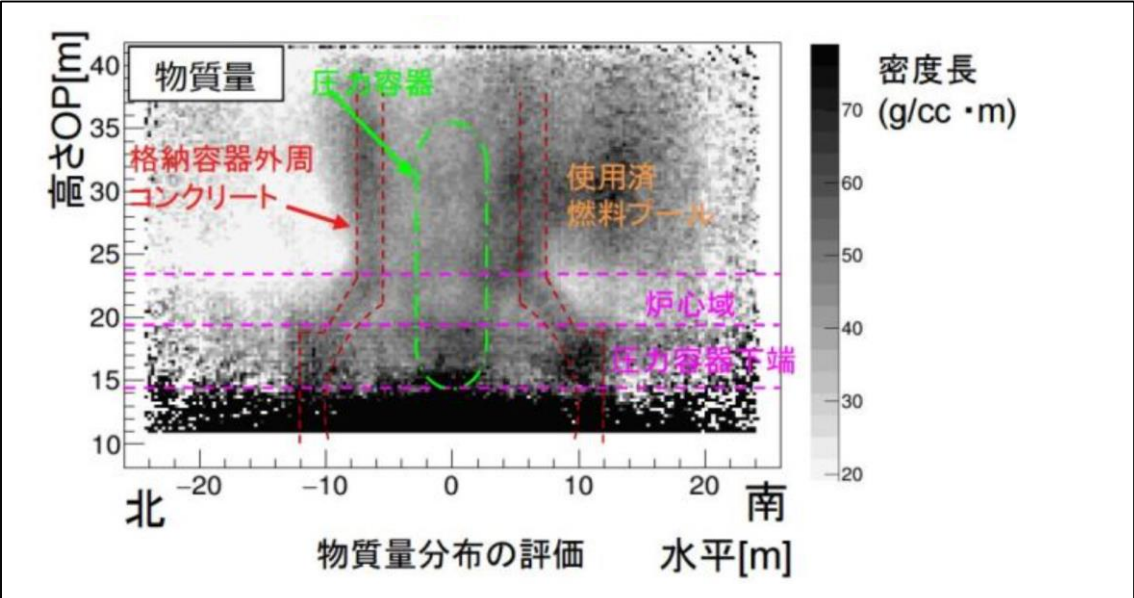 物質量
圧力容器
格納容器外周
コンクリート
使用済
燃料プール
炉心域
圧力容器下端
高さOP[m]
40
35
30
25
20
15
10
−20
−10
0
10
20
北
南
物質量分布の評価
水平[m]
密度長
(g/cc・m)
70
60
50
40
30
20